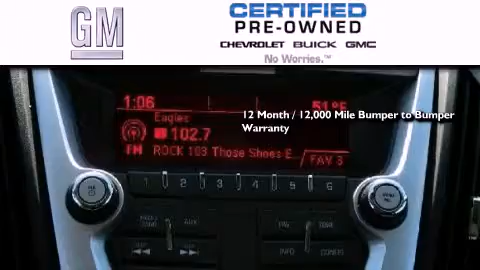 GM
CERTIFIED
PRE-OWNED
CHEVROLET BUICK GMC
No Worries.™
1:06 51°F
Eagles
12 Month / 12,000 Mile Bumper to Bumper
Warranty
102.7
FM ROCK 103 Those Shoes E FAV 3
1 2 3 4 5 6
AUX
INFO CONFIG